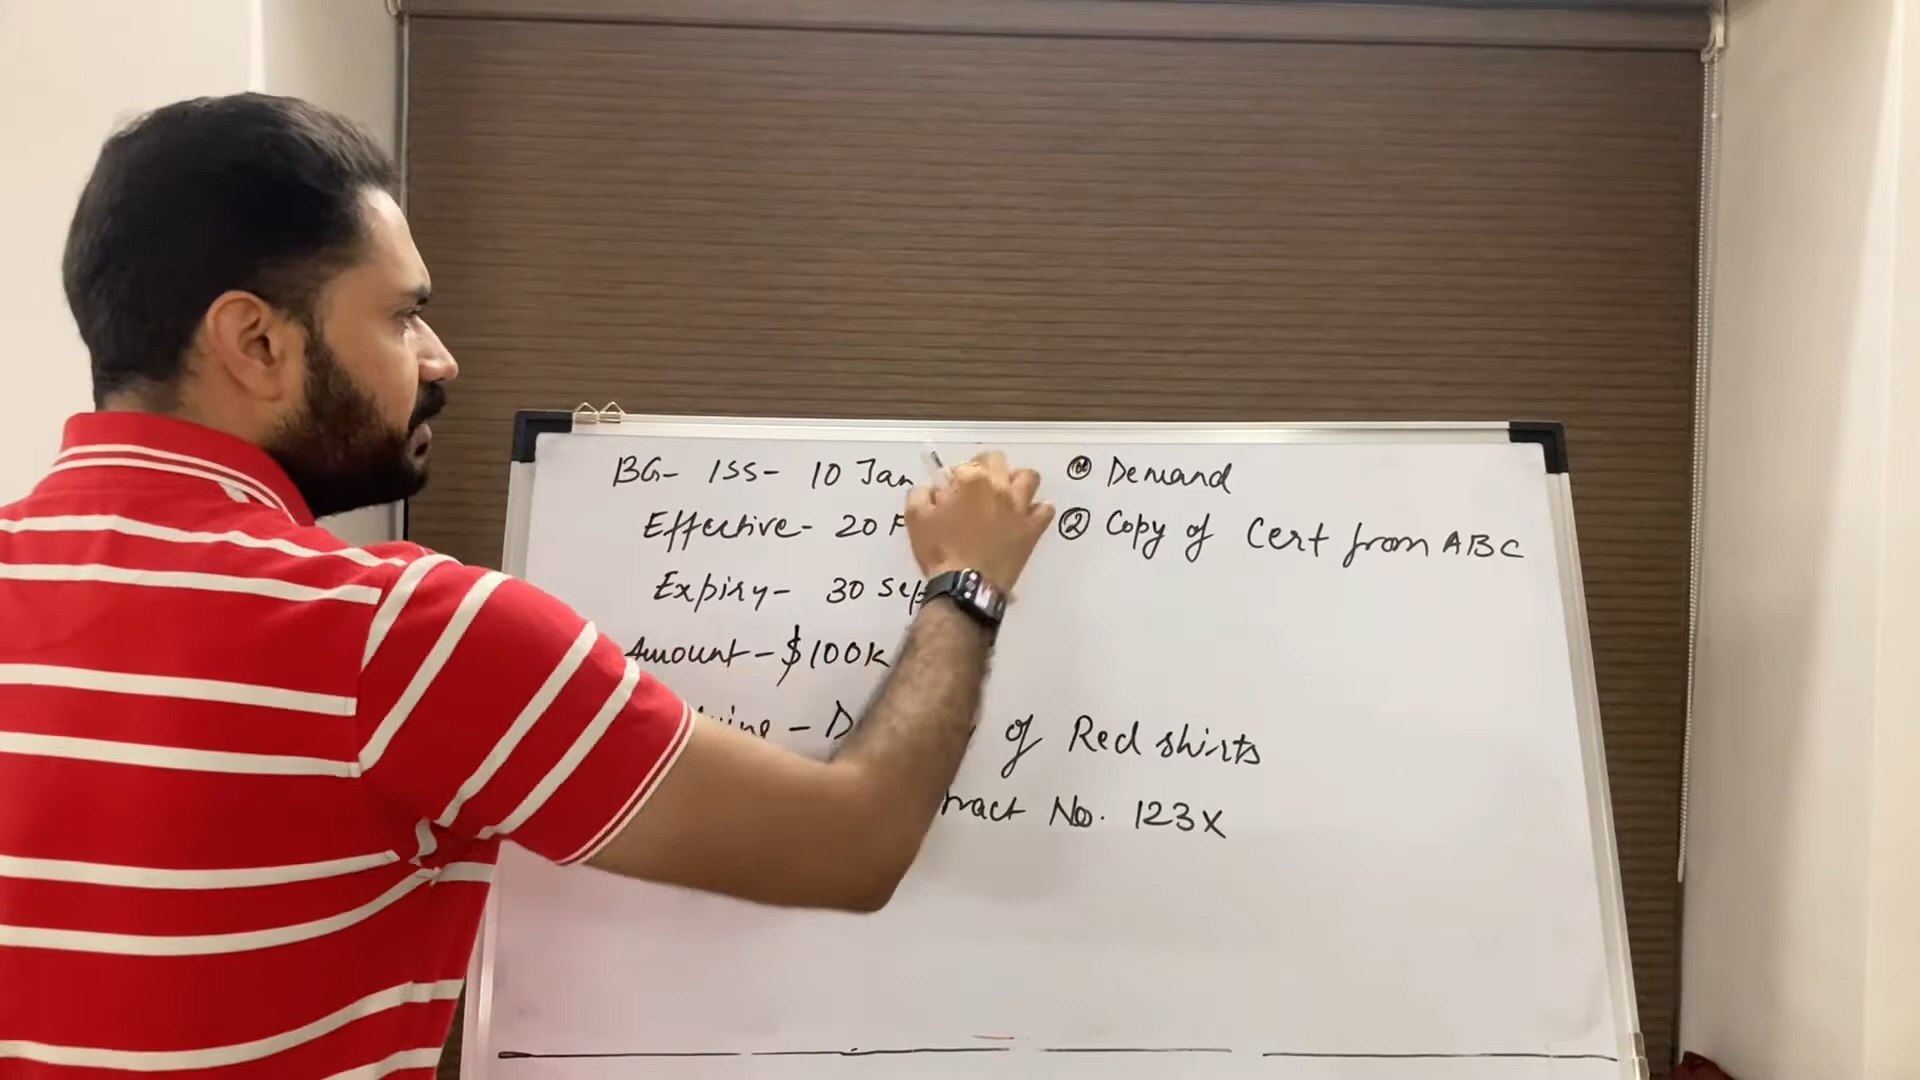 BG- ISS- 10 Jan
Effective- 20
Expiry- 30 Sep
Amount- $100K
of Red shirts
No. 123X
① Demand
② Copy of Cert from ABC